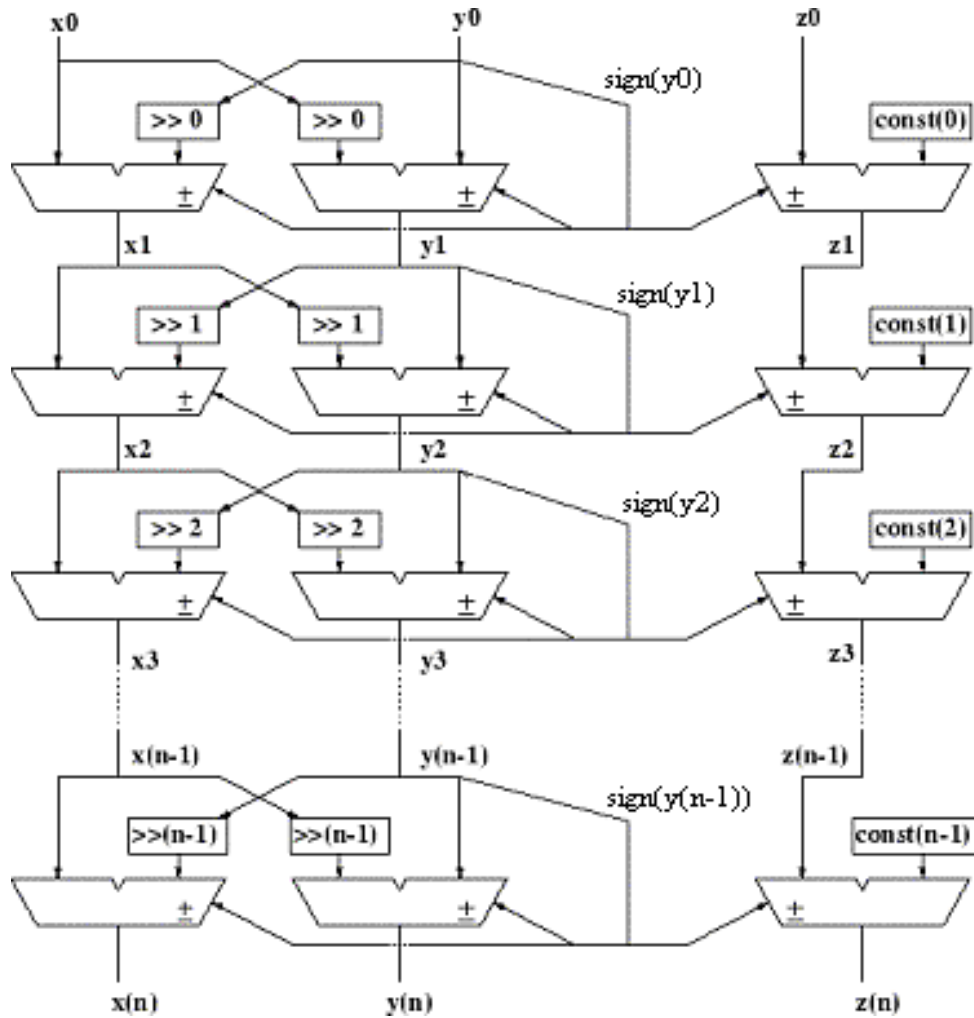 x0 y0 z0
sign(y0)
>> 0 >> 0 const(0)
± ± ±
x1 y1 z1
sign(y1)
>> 1 >> 1 const(1)
± ± ±
x2 y2 z2
sign(y2)
>> 2 >> 2 const(2)
± ± ±
x3 y3 z3
x(n-1) y(n-1) z(n-1)
sign(y(n-1))
>>(n-1) >>(n-1) const(n-1)
± ± ±
x(n) y(n) z(n)